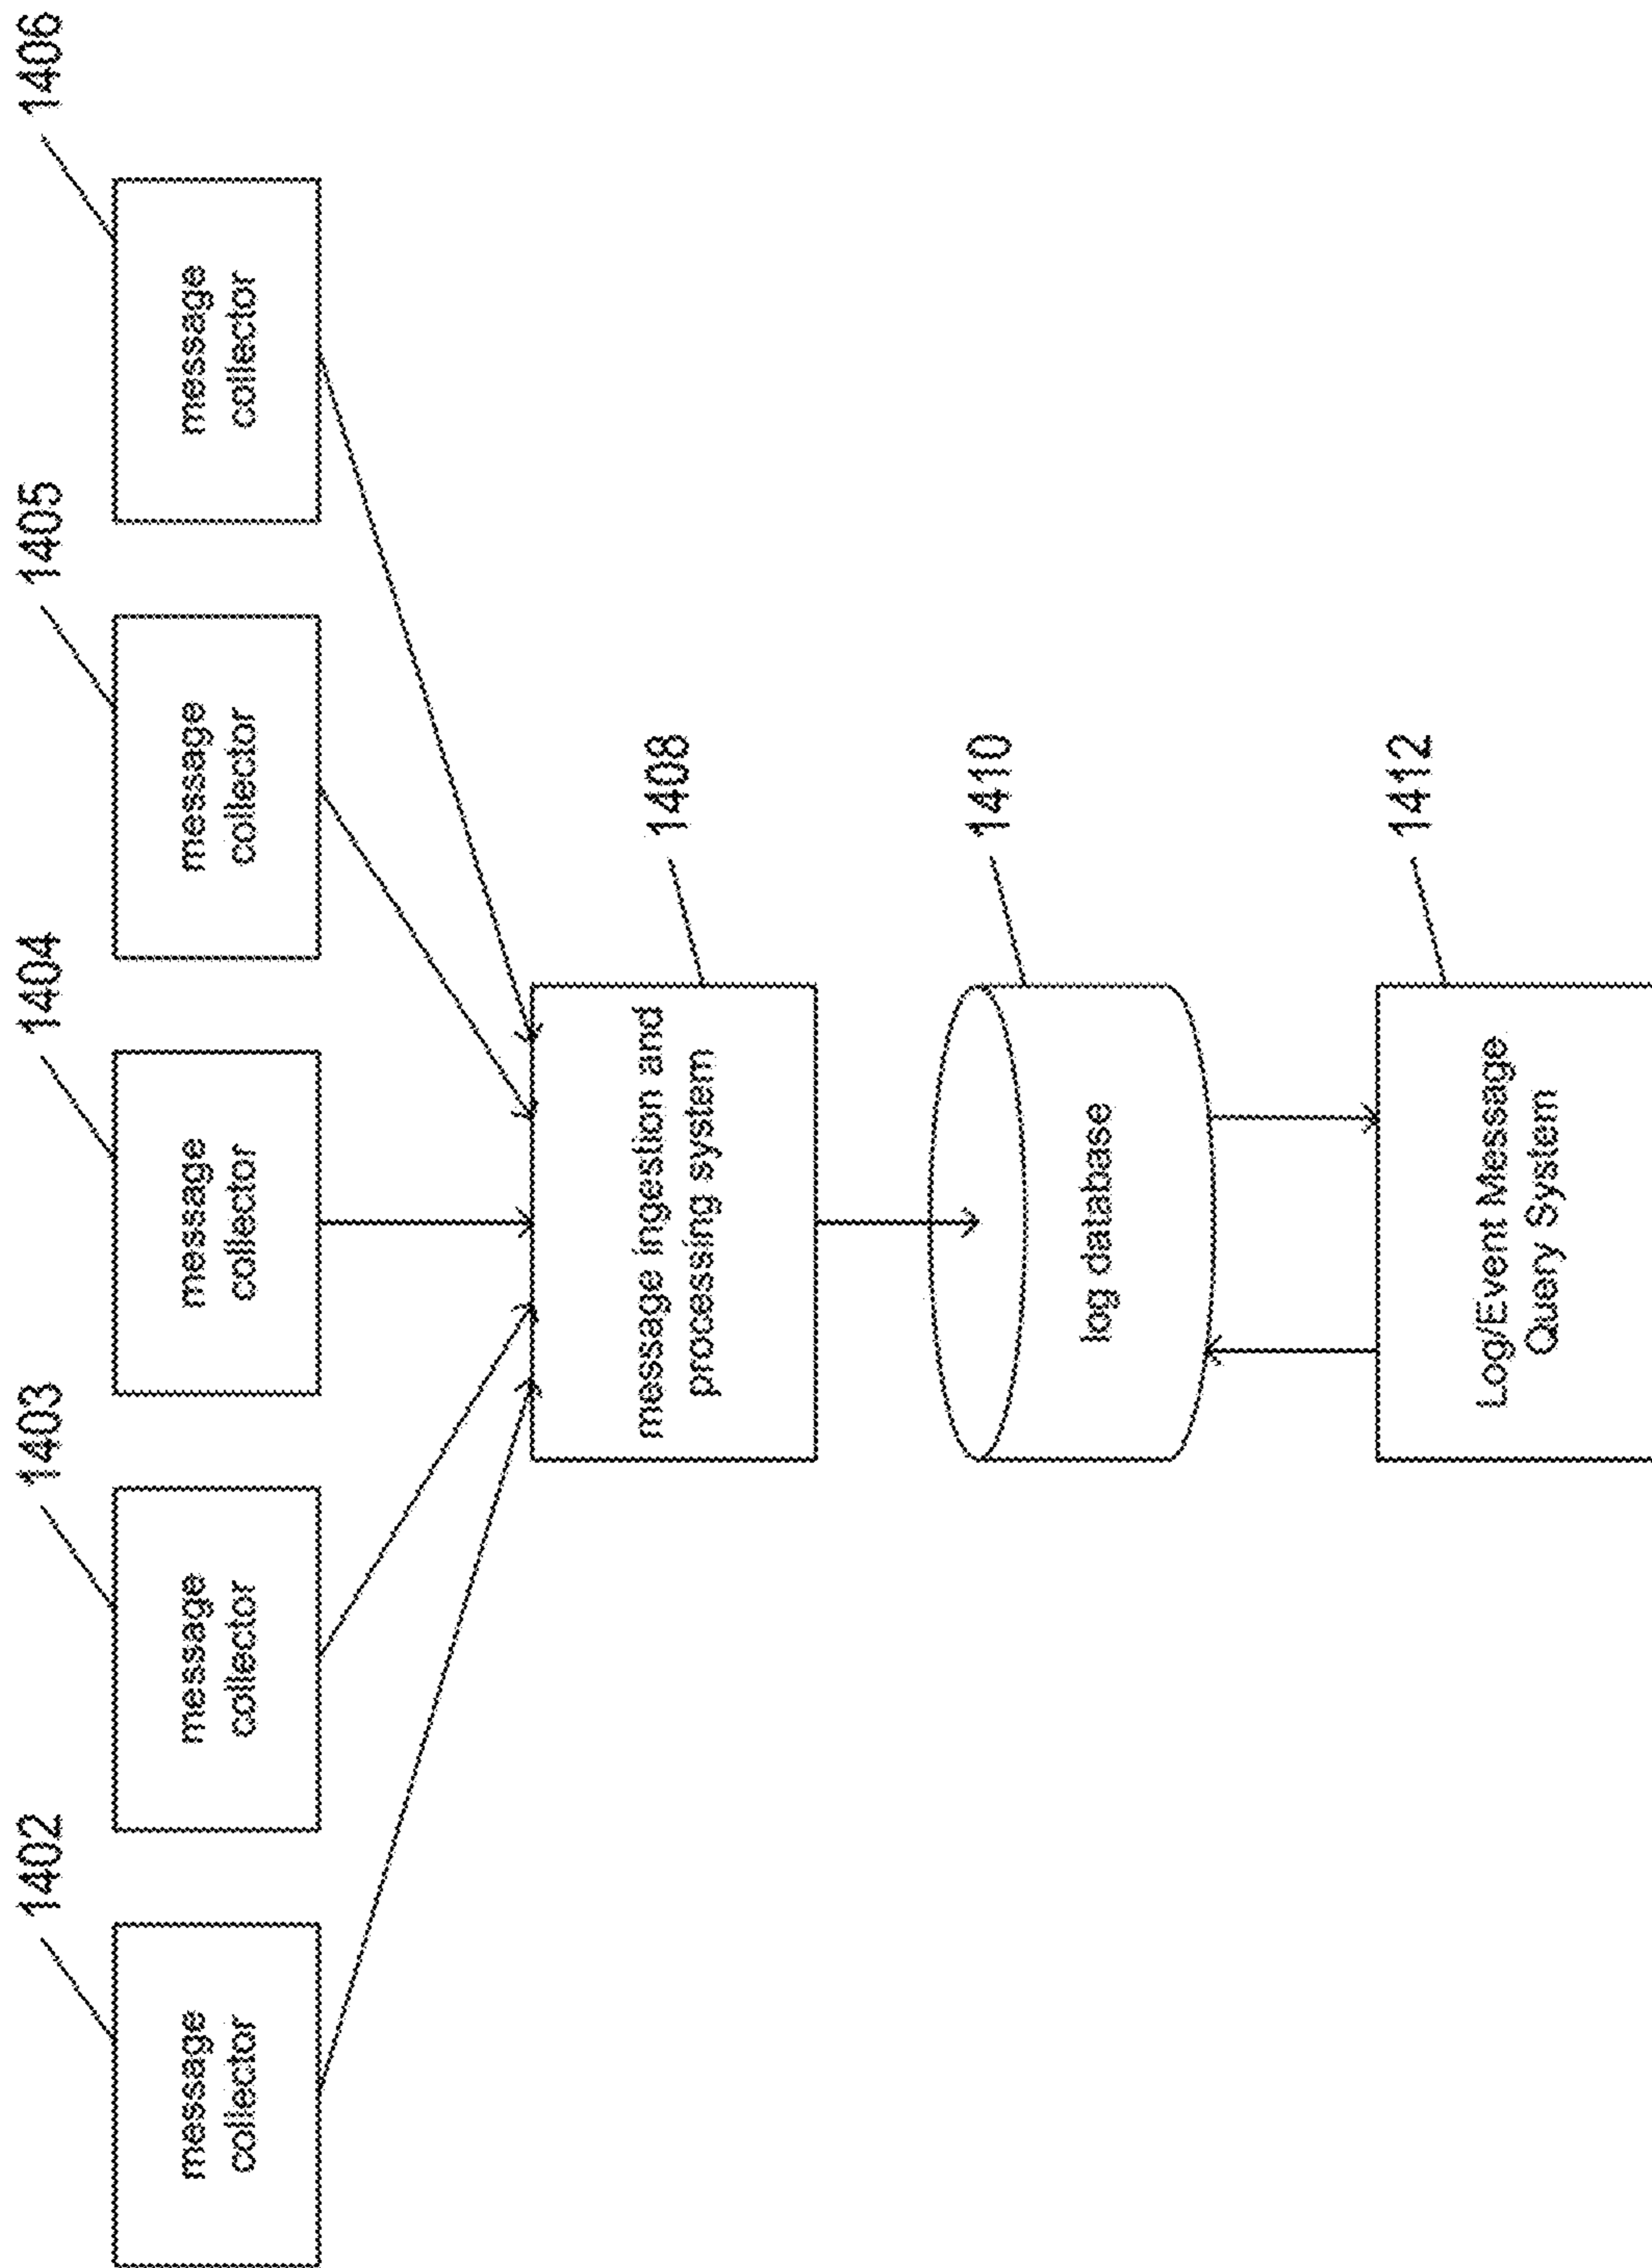 1402
1403
1404
1405
1406
message
collector
message
collector
message
collector
message
collector
message
collector
1408
message ingestion and
processing system
1410
log database
1412
Log/Event Message
Query System